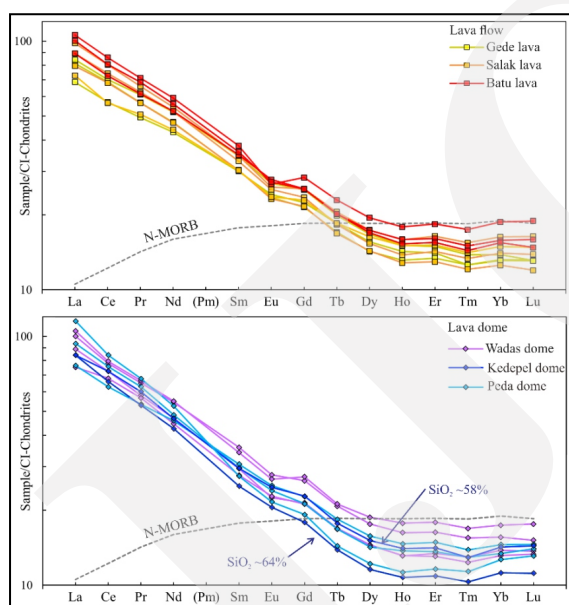 Lava flow
Gede lava
Salak lava
Batu lava
100
Sample/CI-Chondrites
N-MORB
10
La Ce Pr Nd (Pm) Sm Eu Gd Tb Dy Ho Er Tm Yb Lu
Lava dome
Wadas dome
Kedepel dome
Peda dome
100
Sample/CI-Chondrites
SiO₂ ~58%
N-MORB
SiO₂ ~64%
10
La Ce Pr Nd (Pm) Sm Eu Gd Tb Dy Ho Er Tm Yb Lu